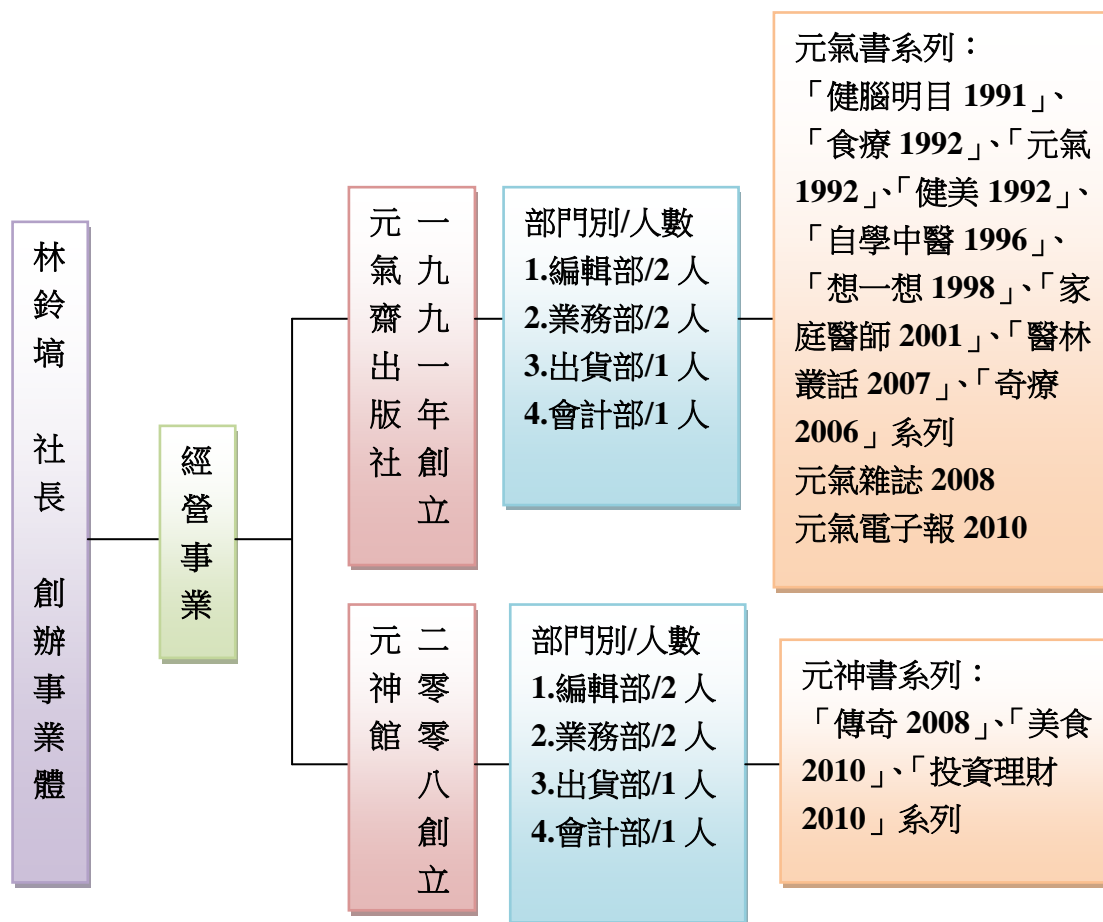 林鈴塙 社長 創辦事業體
經營事業
一九九一年創立
元氣齋出版社
部門別/人數
1.編輯部/2 人
2.業務部/2 人
3.出貨部/1 人
4.會計部/1 人
元氣書系列：
「健腦明目 1991」、
「食療 1992」、「元氣
1992」、「健美 1992」、
「自學中醫 1996」、
「想一想 1998」、「家
庭醫師 2001」、「醫林
叢話 2007」、「奇療
2006」系列
元氣雜誌 2008
元氣電子報 2010
二零零八創立
元神館
部門別/人數
1.編輯部/2 人
2.業務部/2 人
3.出貨部/1 人
4.會計部/1 人
元神書系列：
「傳奇 2008」、「美食
2010」、「投資理財
2010」系列